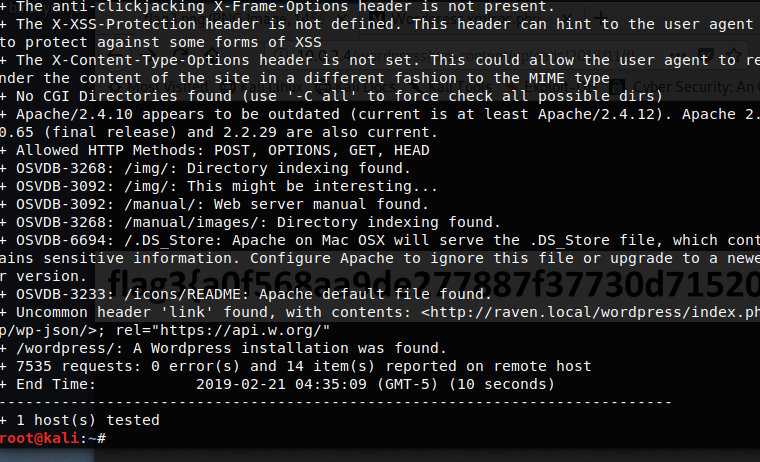 + The anti-clickjacking X-Frame-Options header is not present.
+ The X-XSS-Protection header is not defined. This header can hint to the user agent
to protect against some forms of XSS
+ The X-Content-Type-Options header is not set. This could allow the user agent to re
nder the content of the site in a different fashion to the MIME type
+ No CGI Directories found (use '-C all' to force check all possible dirs)
+ Apache/2.4.10 appears to be outdated (current is at least Apache/2.4.12). Apache 2.
0.65 (final release) and 2.2.29 are also current.
+ Allowed HTTP Methods: POST, OPTIONS, GET, HEAD
+ OSVDB-3268: /img/: Directory indexing found.
+ OSVDB-3092: /img/: This might be interesting...
+ OSVDB-3092: /manual/: Web server manual found.
+ OSVDB-3268: /manual/images/: Directory indexing found.
+ OSVDB-6694: /.DS_Store: Apache on Mac OSX will serve the .DS_Store file, which cont
ains sensitive information. Configure Apache to ignore this file or upgrade to a newe
r version.
flag3{a0f568aa9de277887f37730d71520
+ OSVDB-3233: /icons/README: Apache default file found.
+ Uncommon header 'link' found, with contents: <http://raven.local/wordpress/index.ph
p/wp-json/>; rel="https://api.w.org/"
+ /wordpress/: A Wordpress installation was found.
+ 7535 requests: 0 error(s) and 14 item(s) reported on remote host
+ End Time:           2019-02-21 04:35:09 (GMT-5) (10 seconds)
---------------------------------------------------------------------------
+ 1 host(s) tested
root@kali:~#